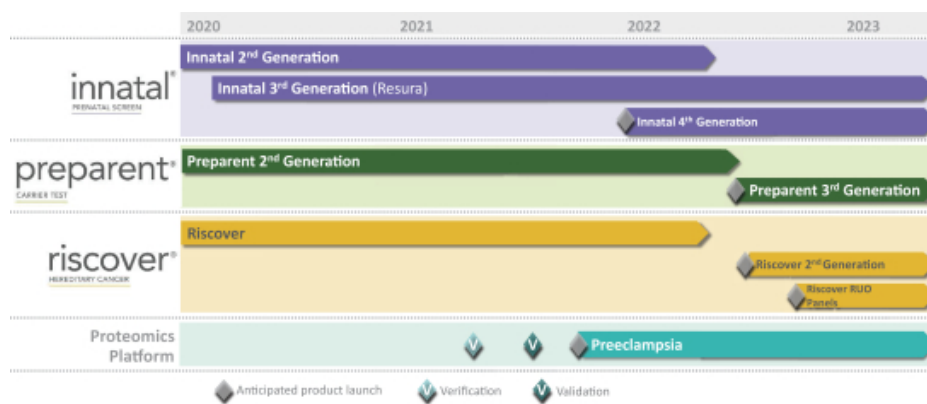 2020 2021 2022 2023
innatal®
PRENATAL SCREEN
Innatal 2nd Generation
Innatal 3rd Generation (Resura)
Innatal 4th Generation
preparent®
CARRIER TEST
Preparent 2nd Generation
Preparent 3rd Generation
riscover®
HEREDITARY CANCER
Riscover
Riscover 2nd Generation
Riscover RUO
Panels
Proteomics
Platform
V V
Preeclampsia
Anticipated product launch V Verification V Validation